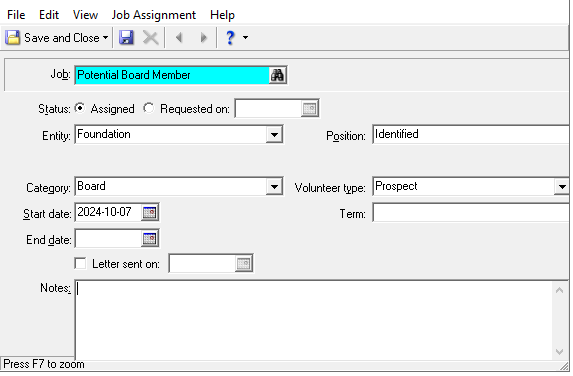 File Edit View Job Assignment Help
Save and Close ?
Job: Potential Board Member
Status: Assigned Requested on:
Entity: Foundation Position: Identified
Category: Board Volunteer type: Prospect
Start date: 2024-10-07 Term:
End date:
Letter sent on:
Notes:
Press F7 to zoom